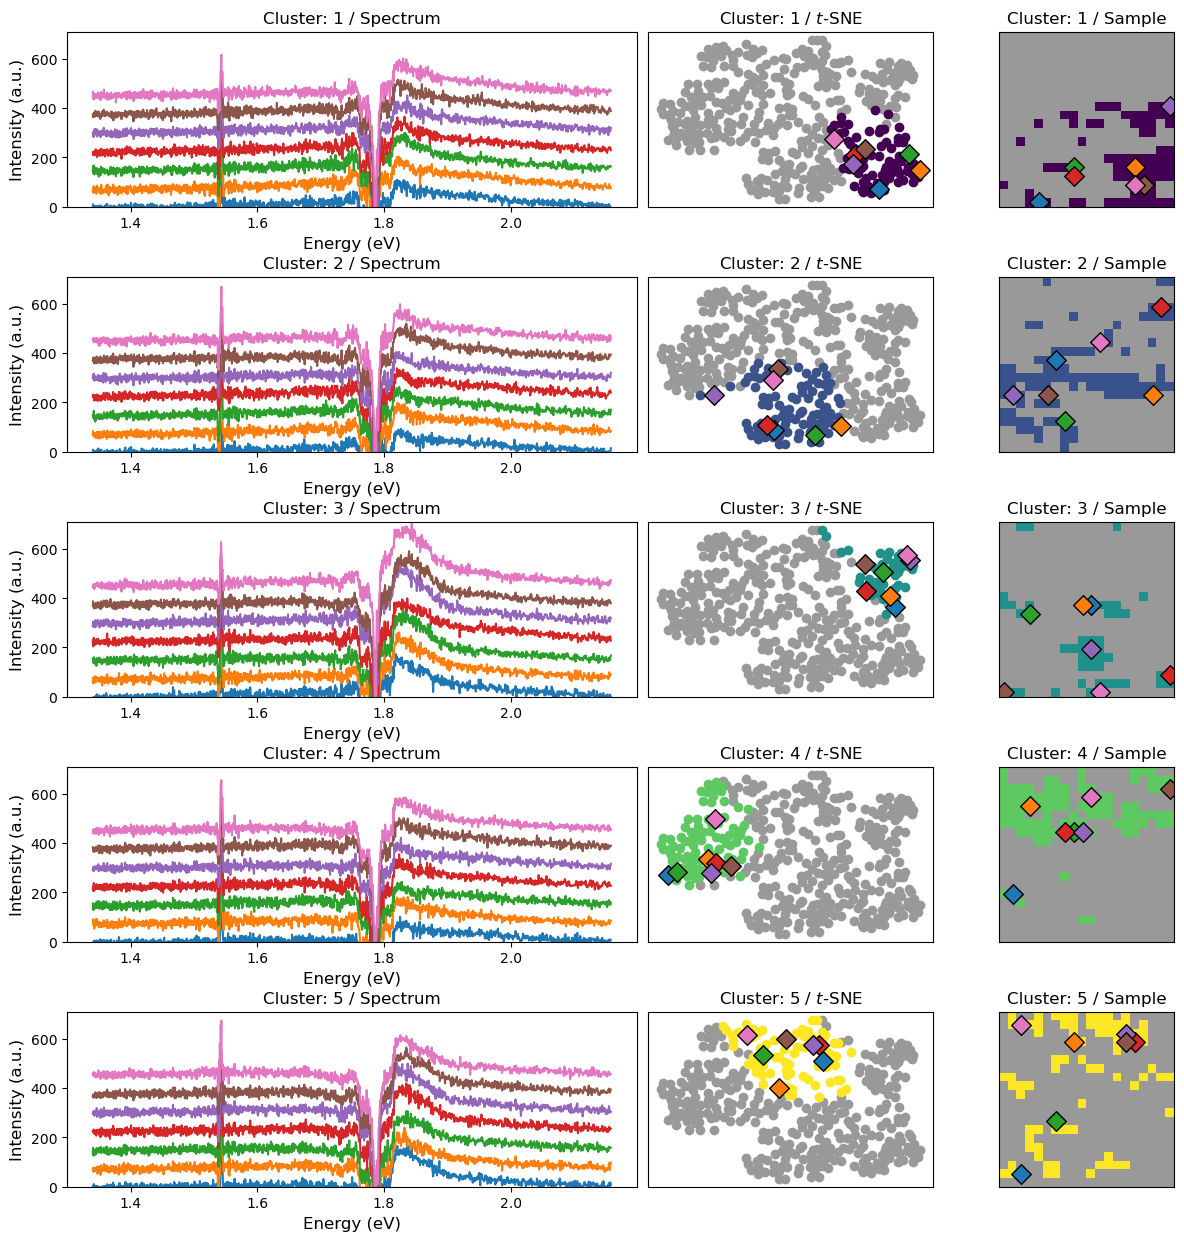 Cluster: 1 / Spectrum
Cluster: 1 / t-SNE
Cluster: 1 / Sample
Intensity (a.u.)
600
400
200
0
1.4
1.6
1.8
2.0
Energy (eV)
Cluster: 2 / Spectrum
Cluster: 2 / t-SNE
Cluster: 2 / Sample
Intensity (a.u.)
600
400
200
0
1.4
1.6
1.8
2.0
Energy (eV)
Cluster: 3 / Spectrum
Cluster: 3 / t-SNE
Cluster: 3 / Sample
Intensity (a.u.)
600
400
200
0
1.4
1.6
1.8
2.0
Energy (eV)
Cluster: 4 / Spectrum
Cluster: 4 / t-SNE
Cluster: 4 / Sample
Intensity (a.u.)
600
400
200
0
1.4
1.6
1.8
2.0
Energy (eV)
Cluster: 5 / Spectrum
Cluster: 5 / t-SNE
Cluster: 5 / Sample
Intensity (a.u.)
600
400
200
0
1.4
1.6
1.8
2.0
Energy (eV)